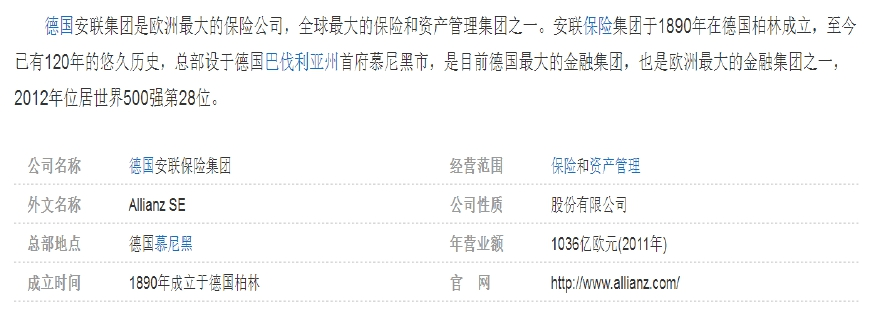 德国安联集团是欧洲最大的保险公司，全球最大的保险和资产管理集团之一。安联保险集团于1890年在德国柏林成立，至今
已有120年的悠久历史，总部设于德国巴伐利亚州首府慕尼黑市，是目前德国最大的金融集团，也是欧洲最大的金融集团之一，
2012年位居世界500强第28位。
公司名称 德国安联保险集团 经营范围 保险和资产管理
外文名称 Allianz SE 公司性质 股份有限公司
总部地点 德国慕尼黑 年营业额 1036亿欧元(2011年)
成立时间 1890年成立于德国柏林 官 网 http://www.allianz.com/